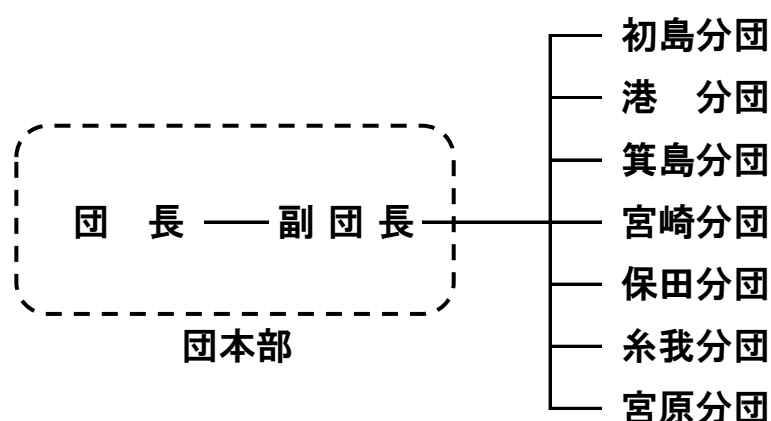 初島分団
港　分団
箕島分団
団　長 副 団 長 宮崎分団
保田分団
団本部 糸我分団
宮原分団